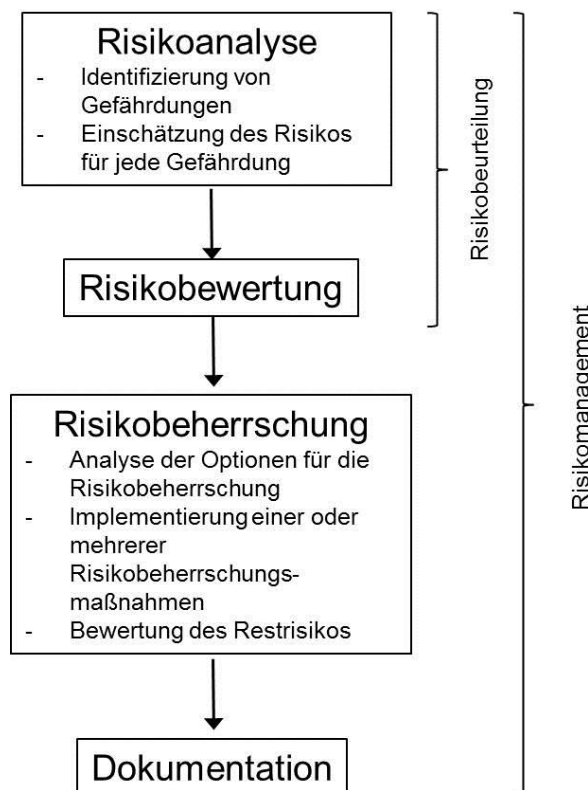 Risikoanalyse
- Identifizierung von
Gefährdungen
- Einschätzung des Risikos
für jede Gefährdung
Risikobewertung
Risikobeurteilung
Risikobeherrschung
- Analyse der Optionen für die
Risikobeherrschung
- Implementierung einer oder
mehrerer
Risikobeherrschungs-
maßnahmen
- Bewertung des Restrisikos
Dokumentation
Risikomanagement